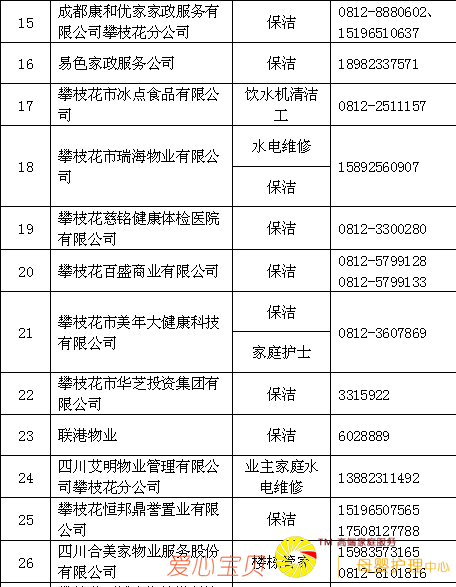 15
成都康和优家家政服务有
限公司攀枝花分公司
保洁
0812-8880602、
15196510637
16
易色家政服务公司
保洁
18982337571
17
攀枝花市冰点食品有限公
司
饮水机清洁
工
0812-2511157
18
攀枝花市瑞海物业有限公
司
水电维修
保洁
15892560907
19
攀枝花慈铭健康体检医院
有限公司
保洁
0812-3300280
20
攀枝花百盛商业有限公司
保洁
0812-5799128
0812-5799133
21
攀枝花市美年大健康科技
有限公司
保洁
家庭护士
0812-3607869
22
攀枝花市华芝投资集团有
限公司
保洁
3315922
23
联港物业
保洁
6028889
24
四川艾明物业管理有限公
司攀枝花分公司
业主家庭水
电维修
13882311492
25
攀枝花恒邦鼎誉置业有限
公司
保洁
15196507565
17508127788
26
四川合美家物业服务股份
有限公司
楼栋管家
15983573165
0812-8101816
爱心宝贝
TM 高端家庭服务
母婴护理中心